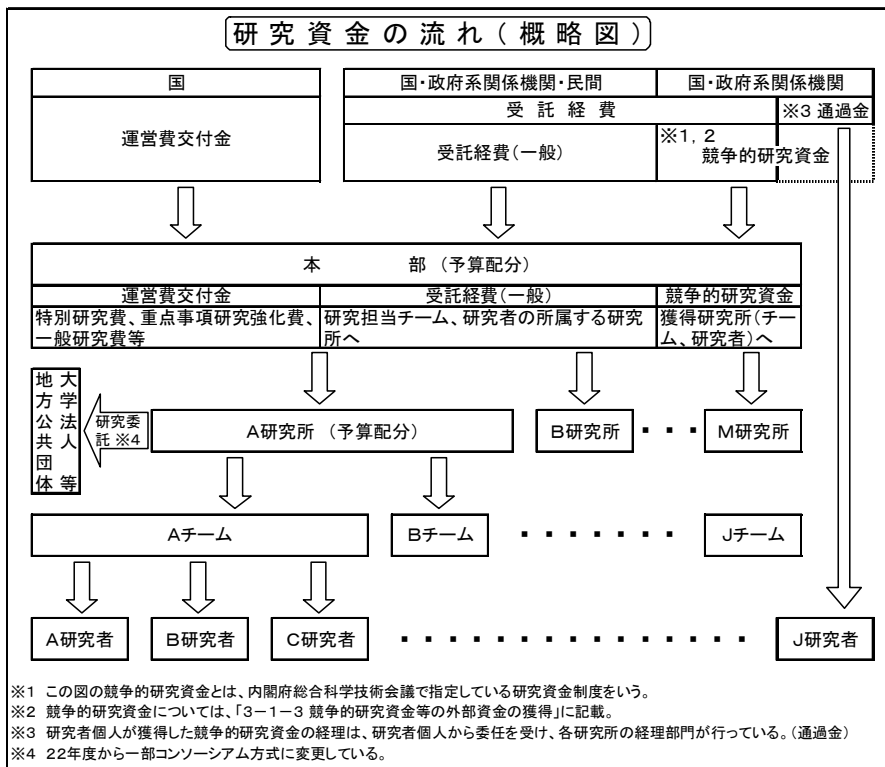 研究資金の流れ(概略図)
国
国・政府系関係機関・民間
国・政府系関係機関
受託経費
※3 通過金
運営費交付金
受託経費(一般)
※1, 2
競争的研究資金
本 部 (予算配分)
運営費交付金
受託経費(一般)
競争的研究資金
特別研究費、重点事項研究強化費、
一般研究費等
研究担当チーム、研究者の所属する研究
所へ
獲得研究所(チー
ム、研究者)へ
大学法人等
地方公共団体
研究委
託 ※4
A研究所 (予算配分)
B研究所
・・・
M研究所
Aチーム
Bチーム
・・・・・・・
Jチーム
A研究者
B研究者
C研究者
・・・・・・・・・・・・・・・
J研究者
※1 この図の競争的研究資金とは、内閣府総合科学技術会議で指定している研究資金制度をいう。
※2 競争的研究資金については、「3-1-3 競争的研究資金等の外部資金の獲得」に記載。
※3 研究者個人が獲得した競争的研究資金の経理は、研究者個人から委任を受け、各研究所の経理部門が行っている。(通過金)
※4 22年度から一部コンソーシアム方式に変更している。